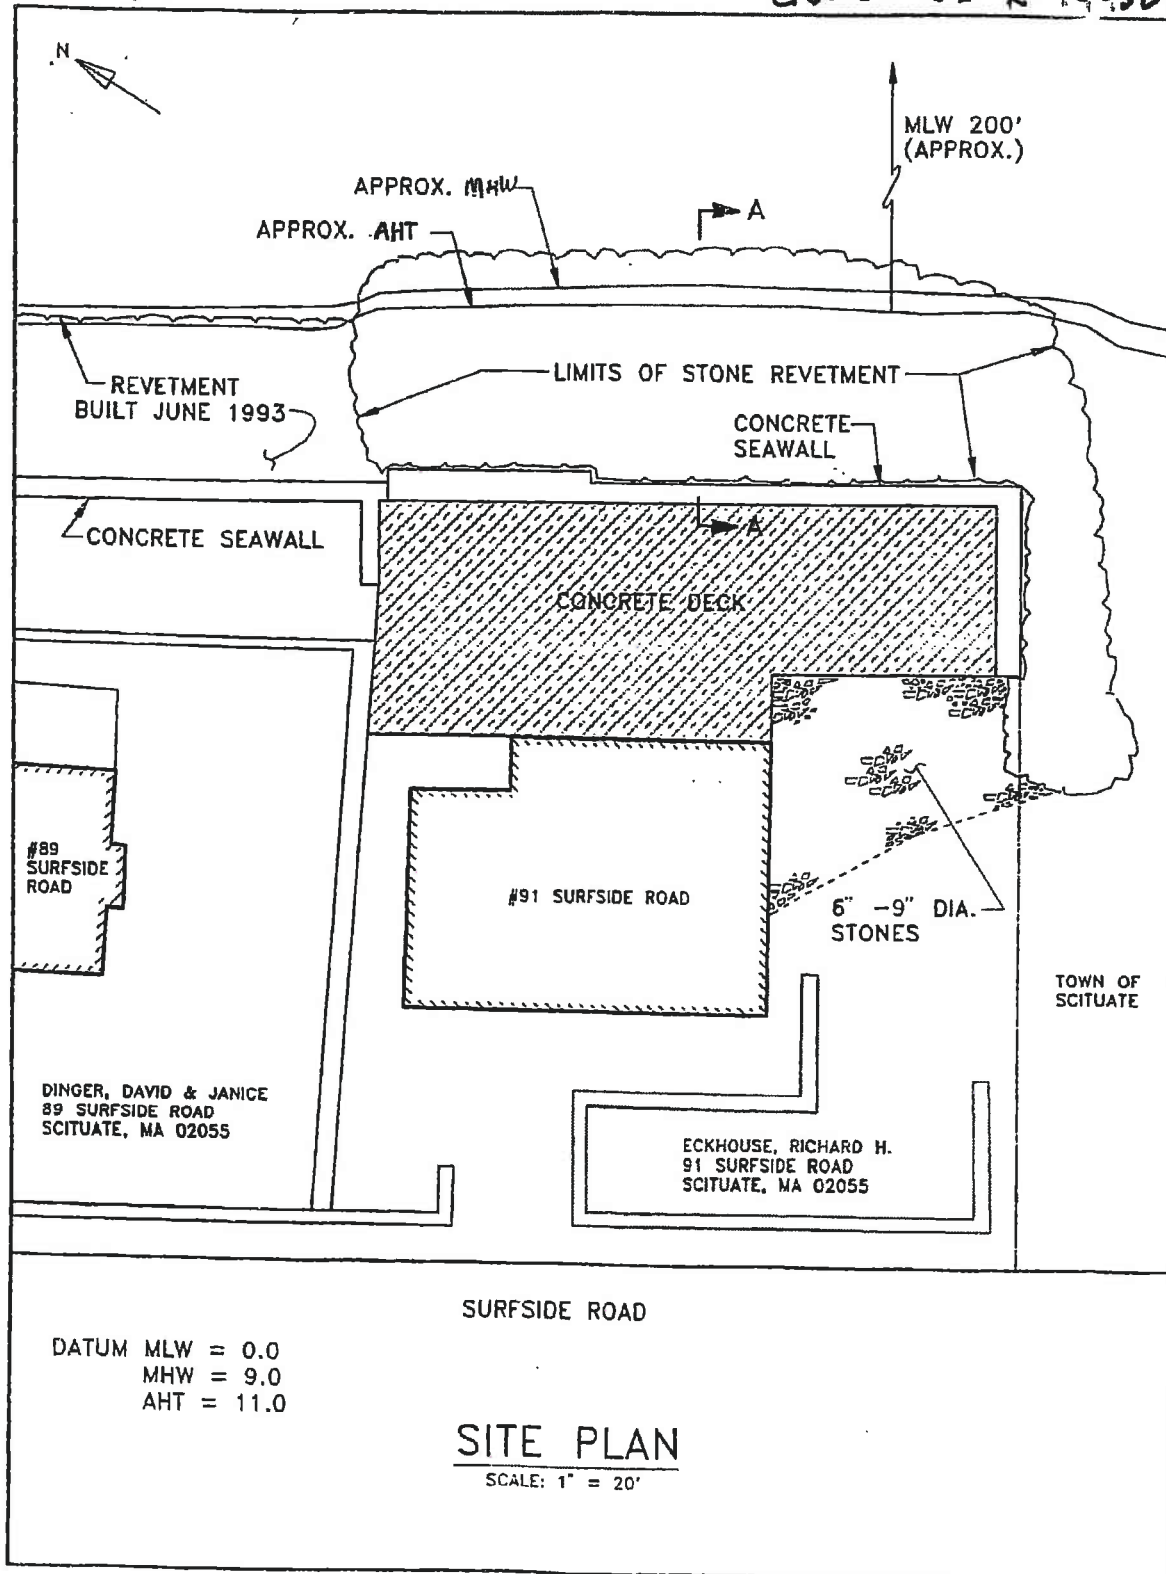 N
MLW 200'
(APPROX.)
APPROX. MHW
A
APPROX. AHT
REVETMENT
BUILT JUNE 1993
LIMITS OF STONE REVETMENT
CONCRETE
SEAWALL
CONCRETE SEAWALL
A
CONCRETE DECK
#89
SURFSIDE
ROAD
#91 SURFSIDE ROAD
6" -9" DIA.
STONES
TOWN OF
SCITUATE
DINGER, DAVID & JANICE
89 SURFSIDE ROAD
SCITUATE, MA 02055
ECKHOUSE, RICHARD H.
91 SURFSIDE ROAD
SCITUATE, MA 02055
SURFSIDE ROAD
DATUM MLW = 0.0
MHW = 9.0
AHT = 11.0
SITE PLAN
SCALE: 1" = 20'